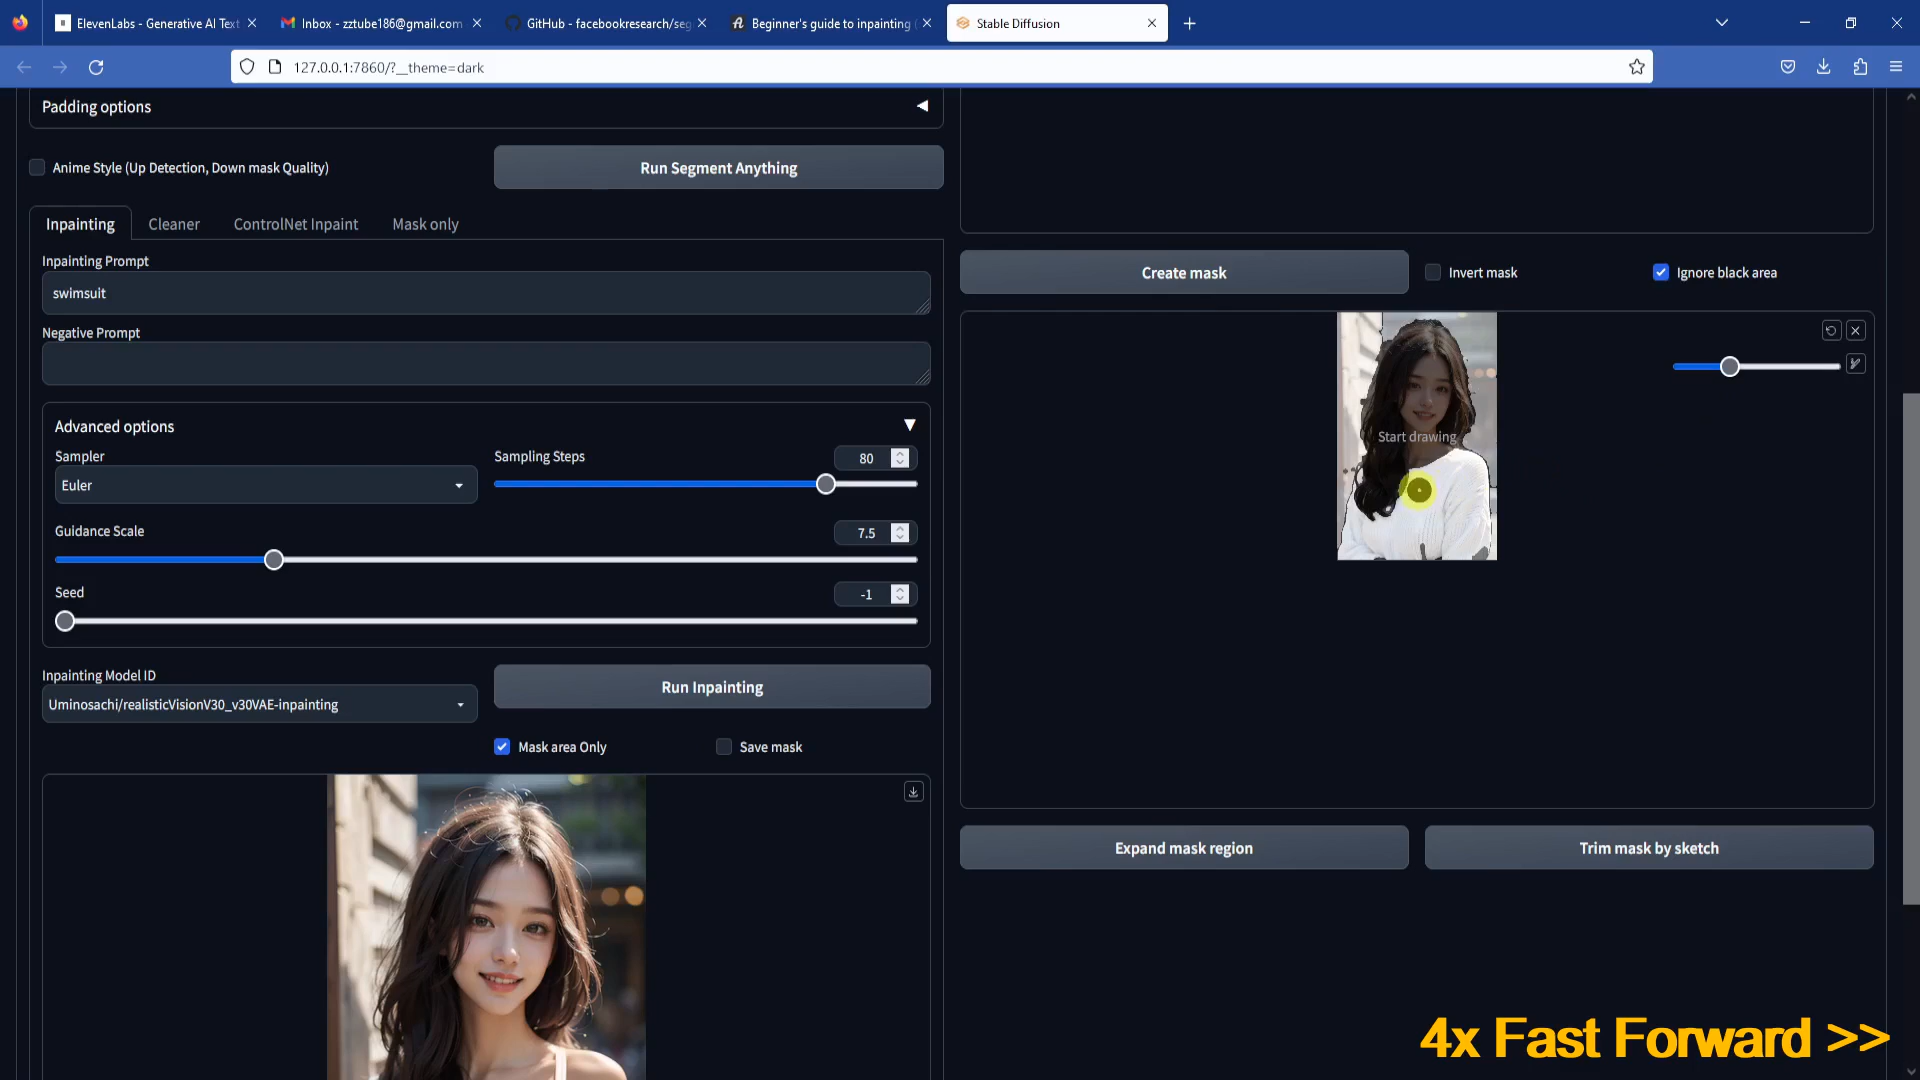 ElevenLabs - Generative AI Text
Inbox - zztube186@gmail.com
GitHub - facebookresearch/seg
Beginner's guide to inpainting (
Stable Diffusion
127.0.0.1:7860/?__theme=dark
Padding options
Anime Style (Up Detection, Down mask Quality)
Run Segment Anything
Inpainting
Cleaner
ControlNet Inpaint
Mask only
Inpainting Prompt
swimsuit
Negative Prompt
Advanced options
Sampler
Euler
Sampling Steps
80
Guidance Scale
7.5
Seed
-1
Inpainting Model ID
Uminosachi/realisticVisionV30_v30VAE-inpainting
Run Inpainting
Mask area Only
Save mask
Create mask
Invert mask
Ignore black area
Start drawing
Expand mask region
Trim mask by sketch
4x Fast Forward >>